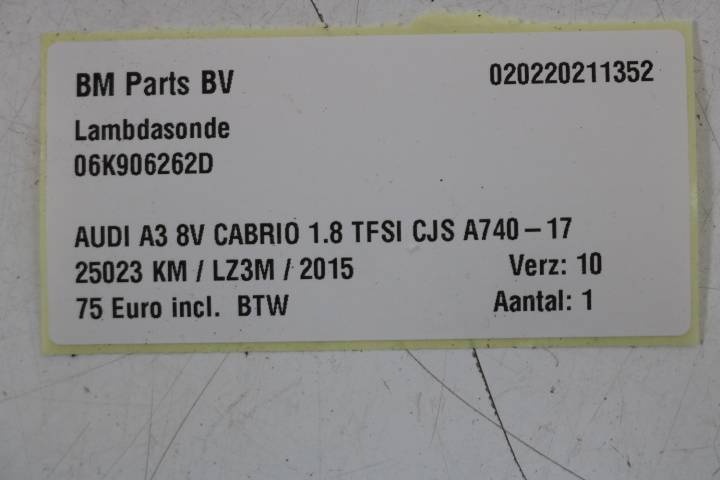 BM Parts BV 020220211352
Lambdasonde
06K906262D
AUDI A3 8V CABRIO 1.8 TFSI CJS A740-17
25023 KM / LZ3M / 2015 Verz: 10
75 Euro incl. BTW Aantal: 1